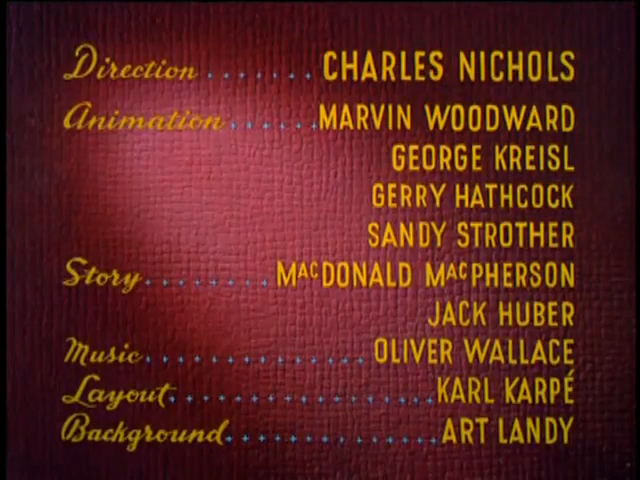 Direction . . . . . . . CHARLES NICHOLS
Animation . . . . . . MARVIN WOODWARD
GEORGE KREISL
GERRY HATHCOCK
SANDY STROTHER
Story . . . . . . . . MacDONALD MacPHERSON
JACK HUBER
Music . . . . . . . . . . . . . . OLIVER WALLACE
Layout . . . . . . . . . . . . . . . . . KARL KARPÉ
Background . . . . . . . . . . . . . . ART LANDY